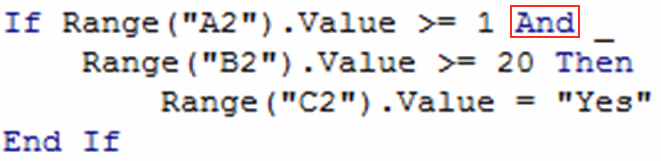 If Range("A2").Value >= 1 And _
Range("B2").Value >= 20 Then
Range("C2").Value = "Yes"
End If